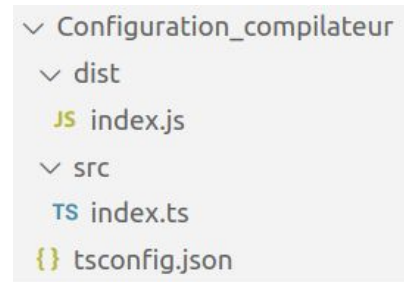 Configuration_compilateur
dist
JS index.js
src
TS index.ts
{} tsconfig.json